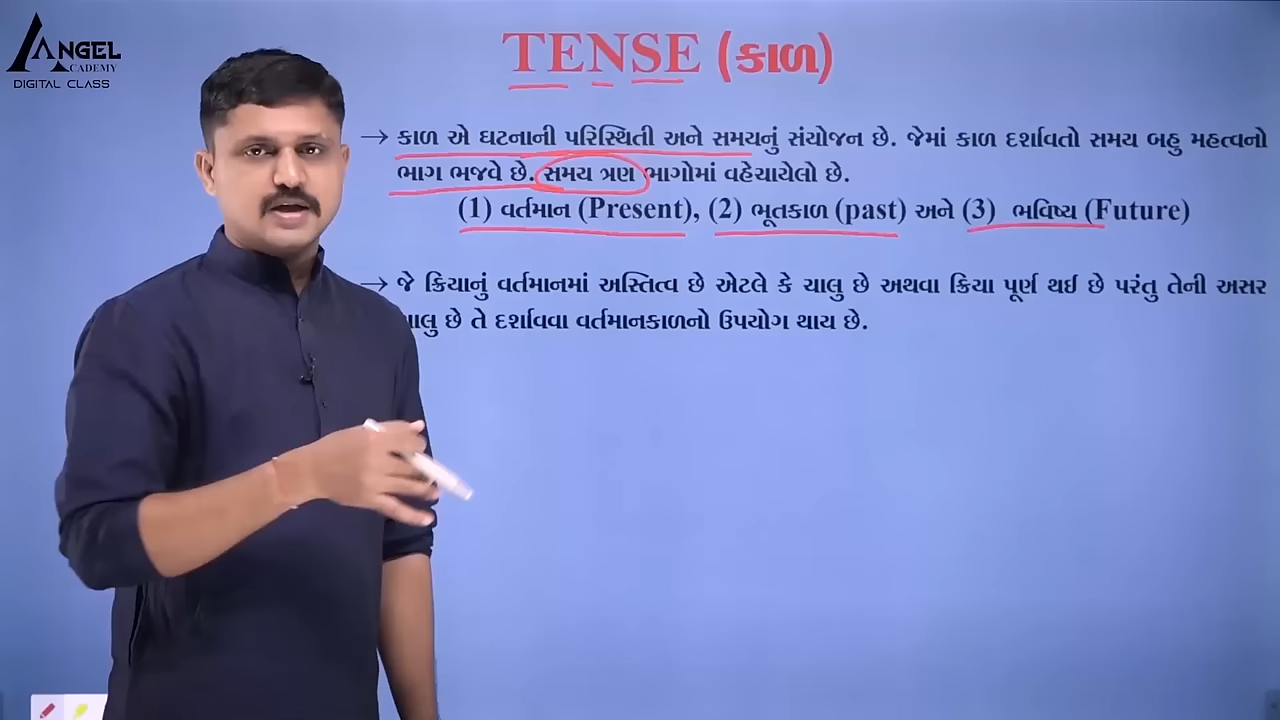 ANGEL
ACADEMY
DIGITAL CLASS
TENSE (કાળ)
→ કાળ એ ઘટનાની પરિસ્થિતી અને સમયનું સંયોજન છે. જેમાં કાળ દર્શાવતો સમય બહુ મહત્વનો
ભાગ ભજવે છે. સમય ત્રણ ભાગોમાં વહેચાયેલો છે.
(1) વર્તમાન (Present), (2) ભૂતકાળ (past) અને (3) ભવિષ્ય (Future)
→ જે ક્રિયાનું વર્તમાનમાં અસ્તિત્વ છે એટલે કે ચાલુ છે અથવા ક્રિયા પૂર્ણ થઈ છે પરંતુ તેની અસર
છે તે દર્શાવવા વર્તમાનકાળનો ઉપયોગ થાય છે.